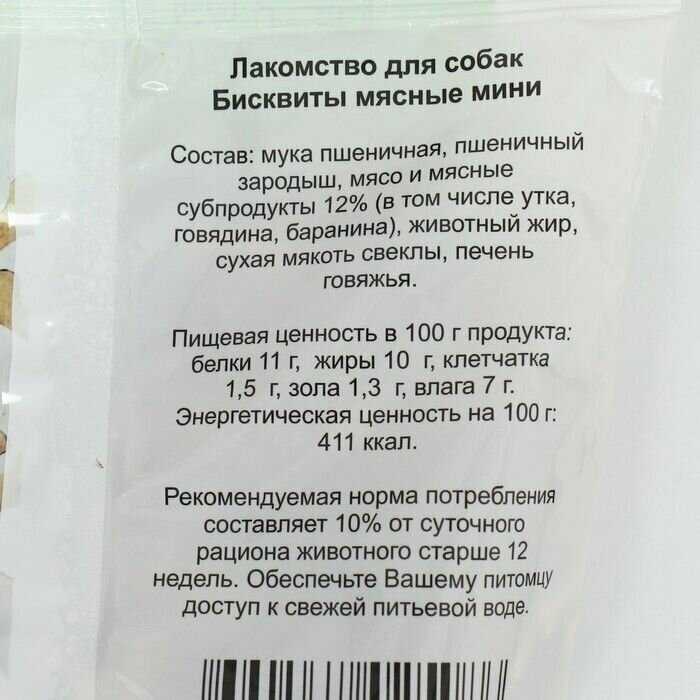 Лакомство для собак
Бисквиты мясные мини
Состав: мука пшеничная, пшеничный
зародыш, мясо и мясные
субпродукты 12% (в том числе утка,
говядина, баранина), животный жир,
сухая мякоть свеклы, печень
говяжья.
Пищевая ценность в 100 г продукта:
белки 11 г, жиры 10 г, клетчатка
1,5 г, зола 1,3 г, влага 7 г.
Энергетическая ценность на 100 г:
411 ккал.
Рекомендуемая норма потребления
составляет 10% от суточного
рациона животного старше 12
недель. Обеспечьте Вашему питомцу
доступ к свежей питьевой воде.